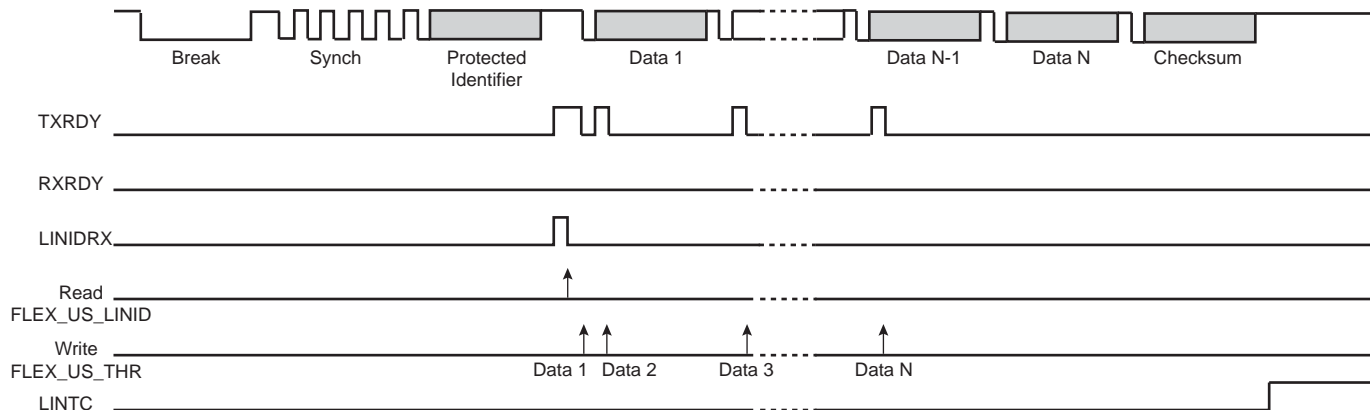 Break Synch Protected Data 1 Data N-1 Data N Checksum
Identifier
TXRDY
RXRDY
LINIDRX
Read
FLEX_US_LINID
Write
FLEX_US_THR Data 1 Data 2 Data 3 Data N
LINTC